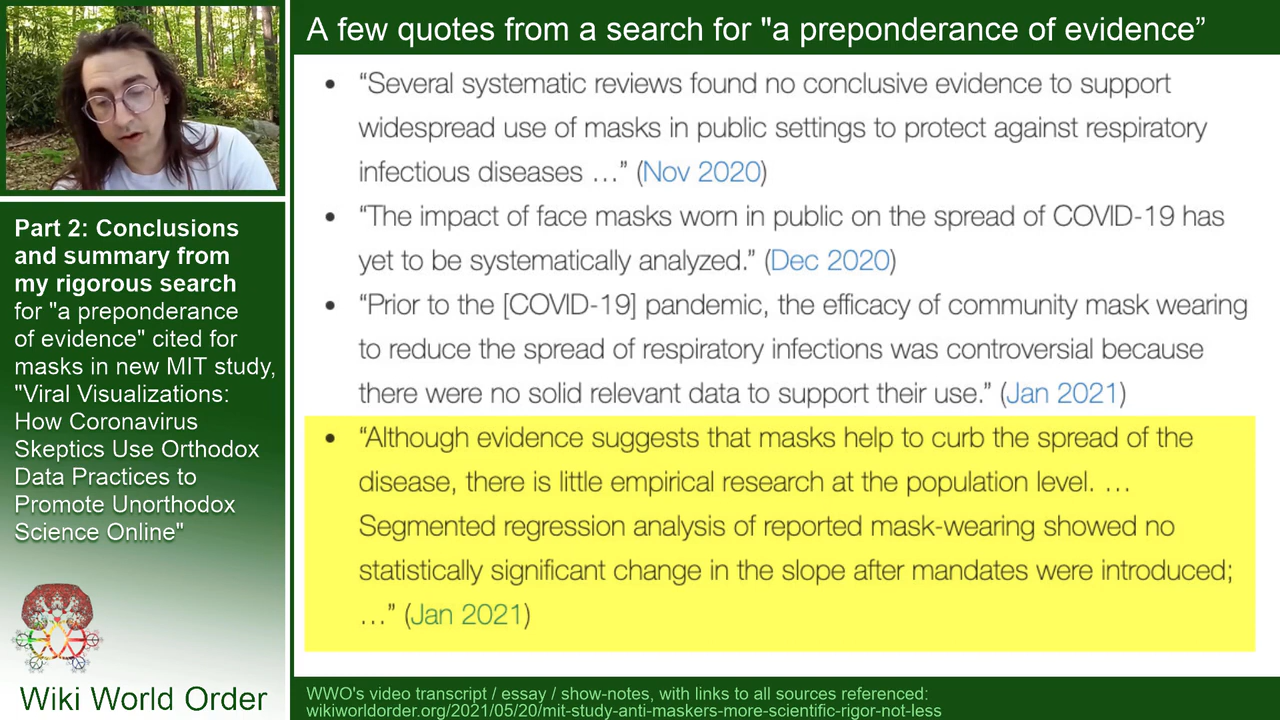 A few quotes from a search for "a preponderance of evidence”
Part 2: Conclusions
and summary from
my rigorous search
for "a preponderance
of evidence" cited for
masks in new MIT study,
"Viral Visualizations:
How Coronavirus
Skeptics Use Orthodox
Data Practices to
Promote Unorthodox
Science Online"
Wiki World Order
• “Several systematic reviews found no conclusive evidence to support
widespread use of masks in public settings to protect against respiratory
infectious diseases …” (Nov 2020)
• “The impact of face masks worn in public on the spread of COVID-19 has
yet to be systematically analyzed.” (Dec 2020)
• “Prior to the [COVID-19] pandemic, the efficacy of community mask wearing
to reduce the spread of respiratory infections was controversial because
there were no solid relevant data to support their use.” (Jan 2021)
• “Although evidence suggests that masks help to curb the spread of the
disease, there is little empirical research at the population level. …
Segmented regression analysis of reported mask-wearing showed no
statistically significant change in the slope after mandates were introduced;
…” (Jan 2021)
WWO's video transcript / essay / show-notes, with links to all sources referenced:
wikiworldorder.org/2021/05/20/mit-study-anti-maskers-more-scientific-rigor-not-less